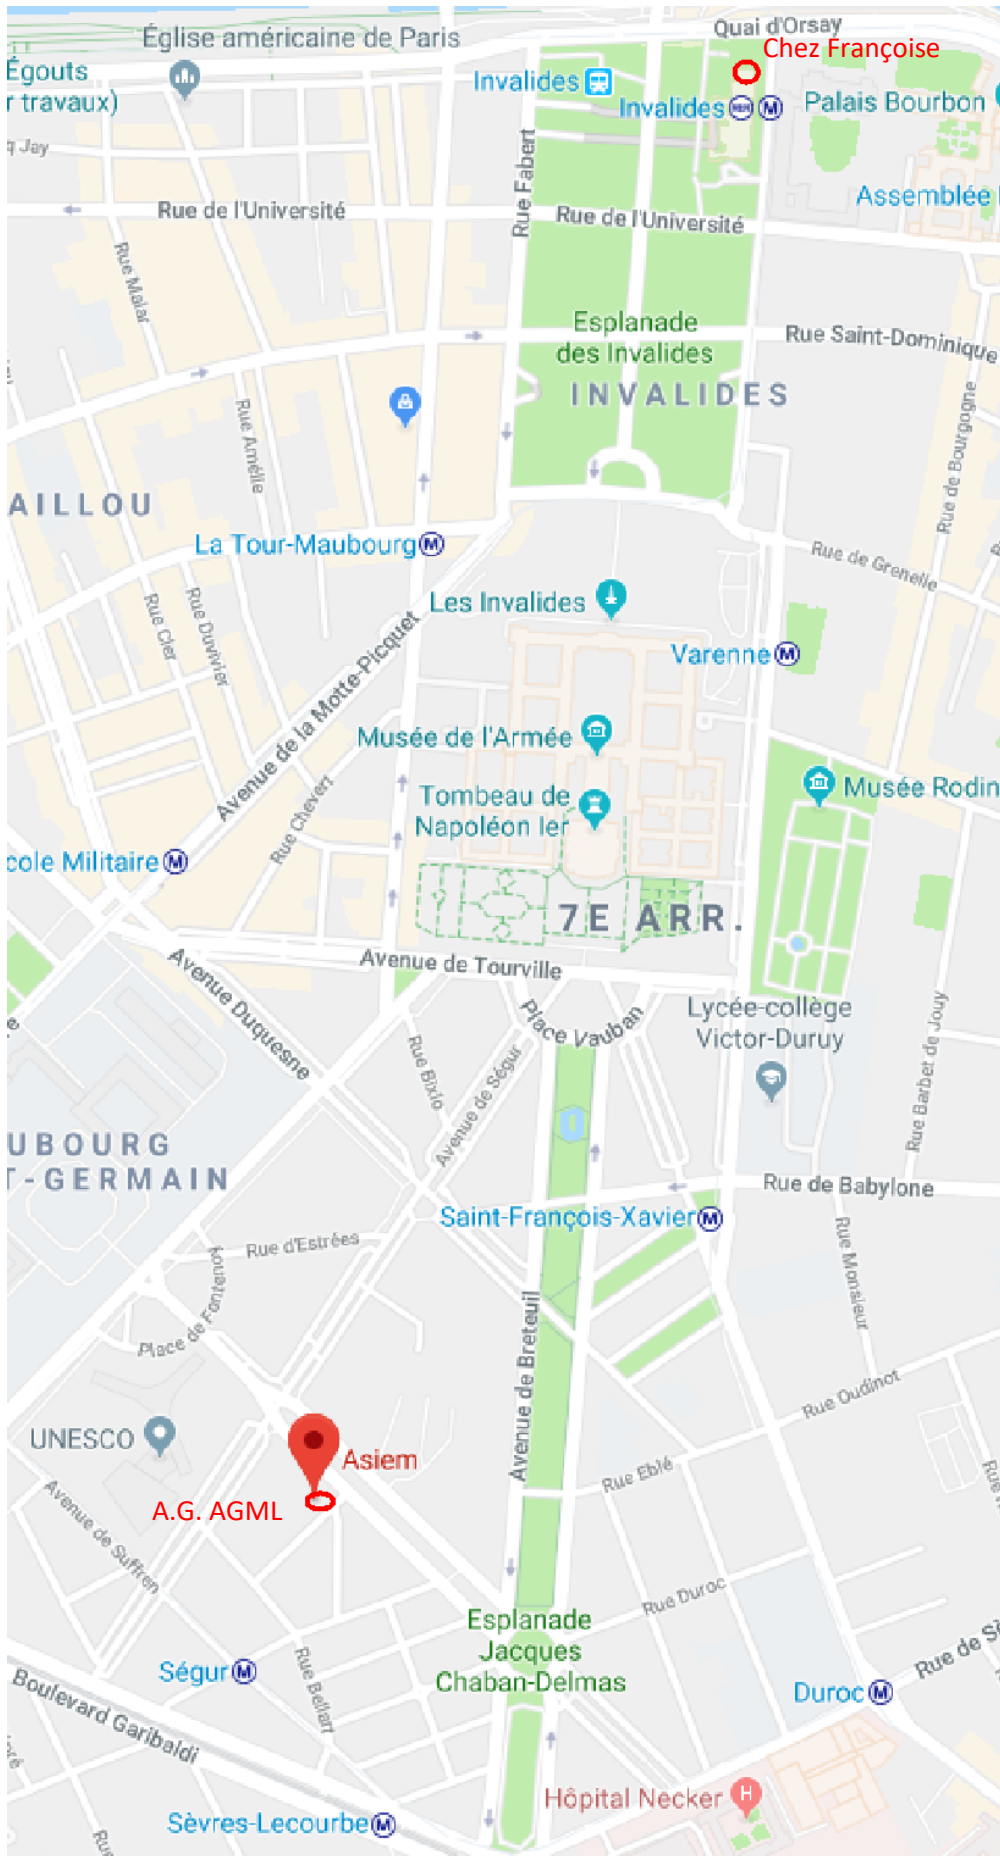 Quai d'Orsay
Église américaine de Paris
Chez Françoise
Égouts
r travaux)
Invalides
Invalides
Palais Bourbon
q Jay
Rue Fabert
Assemblée
Rue de l'Université
Rue de l'Université
Rue Malar
Esplanade
des Invalides
Rue Saint-Dominique
INVALIDES
Rue Amélie
Rue de Bourgogne
AILLOU
La Tour-Maubourg
Rue de Grenelle
Rue Cler
Rue Duvivier
Les Invalides
Varenne
Avenue de la Motte-Picquet
Musée de l'Armée
Musée Rodin
Tombeau de
Napoléon Ier
Rue Chevert
cole Militaire
7E ARR.
Avenue de Tourville
Avenue Duquesne
Place Vauban
Lycée-collège
Victor-Duruy
Rue Barbet de Jouy
Rue Bixio
Avenue de Ségur
UBOURG
T-GERMAIN
Rue de Babylone
Saint-François-Xavier
Rue d'Estrées
Rue Monsieur
Place de Fontenoy
Avenue de Breteuil
Rue Oudinot
UNESCO
Asiem
Rue Eblé
A.G. AGML
Avenue de Suffren
Rue Duroc
Esplanade
Jacques
Chaban-Delmas
Rue de Sè
Ségur
Rue Bellart
Duroc
Boulevard Garibaldi
Hôpital Necker
Sèvres-Lecourbe
Rue